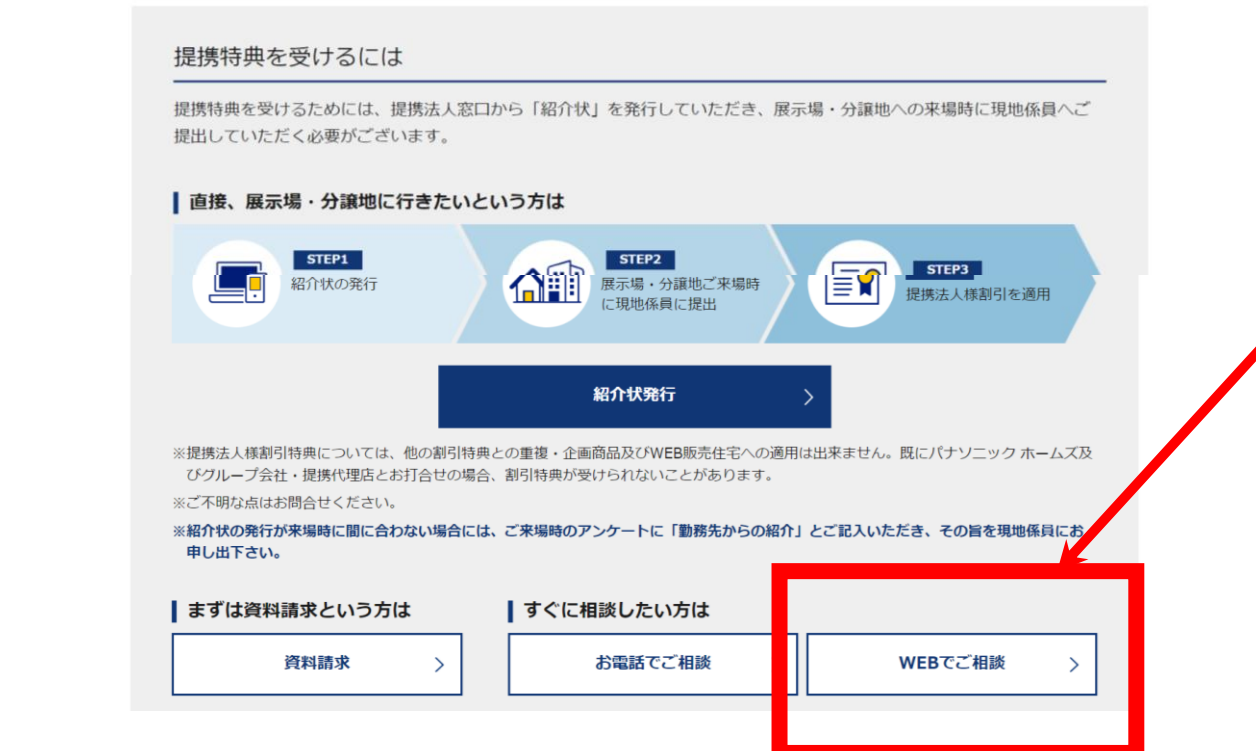 提携特典を受けるには
提携特典を受けるためには、提携法人窓口から「紹介状」を発行していただき、展示場・分譲地への来場時に現地係員へご
提出していただく必要がございます。
直接、展示場・分譲地に行きたいという方は
STEP1
紹介状の発行
STEP2
展示場・分譲地ご来場時
に現地係員に提出
STEP3
提携法人様割引を適用
紹介状発行
※提携法人様割引特典については、他の割引特典との重複・企画商品及びWEB販売住宅への適用は出来ません。既にパナソニック ホームズ及
びグループ会社・提携代理店とお打合せの場合、割引特典が受けられないことがあります。
※ご不明な点はお問合せください。
※紹介状の発行が来場時に間に合わない場合には、ご来場時のアンケートに「勤務先からの紹介」とご記入いただき、その旨を現地係員にお
申し出下さい。
まずは資料請求という方は
すぐに相談したい方は
資料請求
お電話でご相談
WEBでご相談